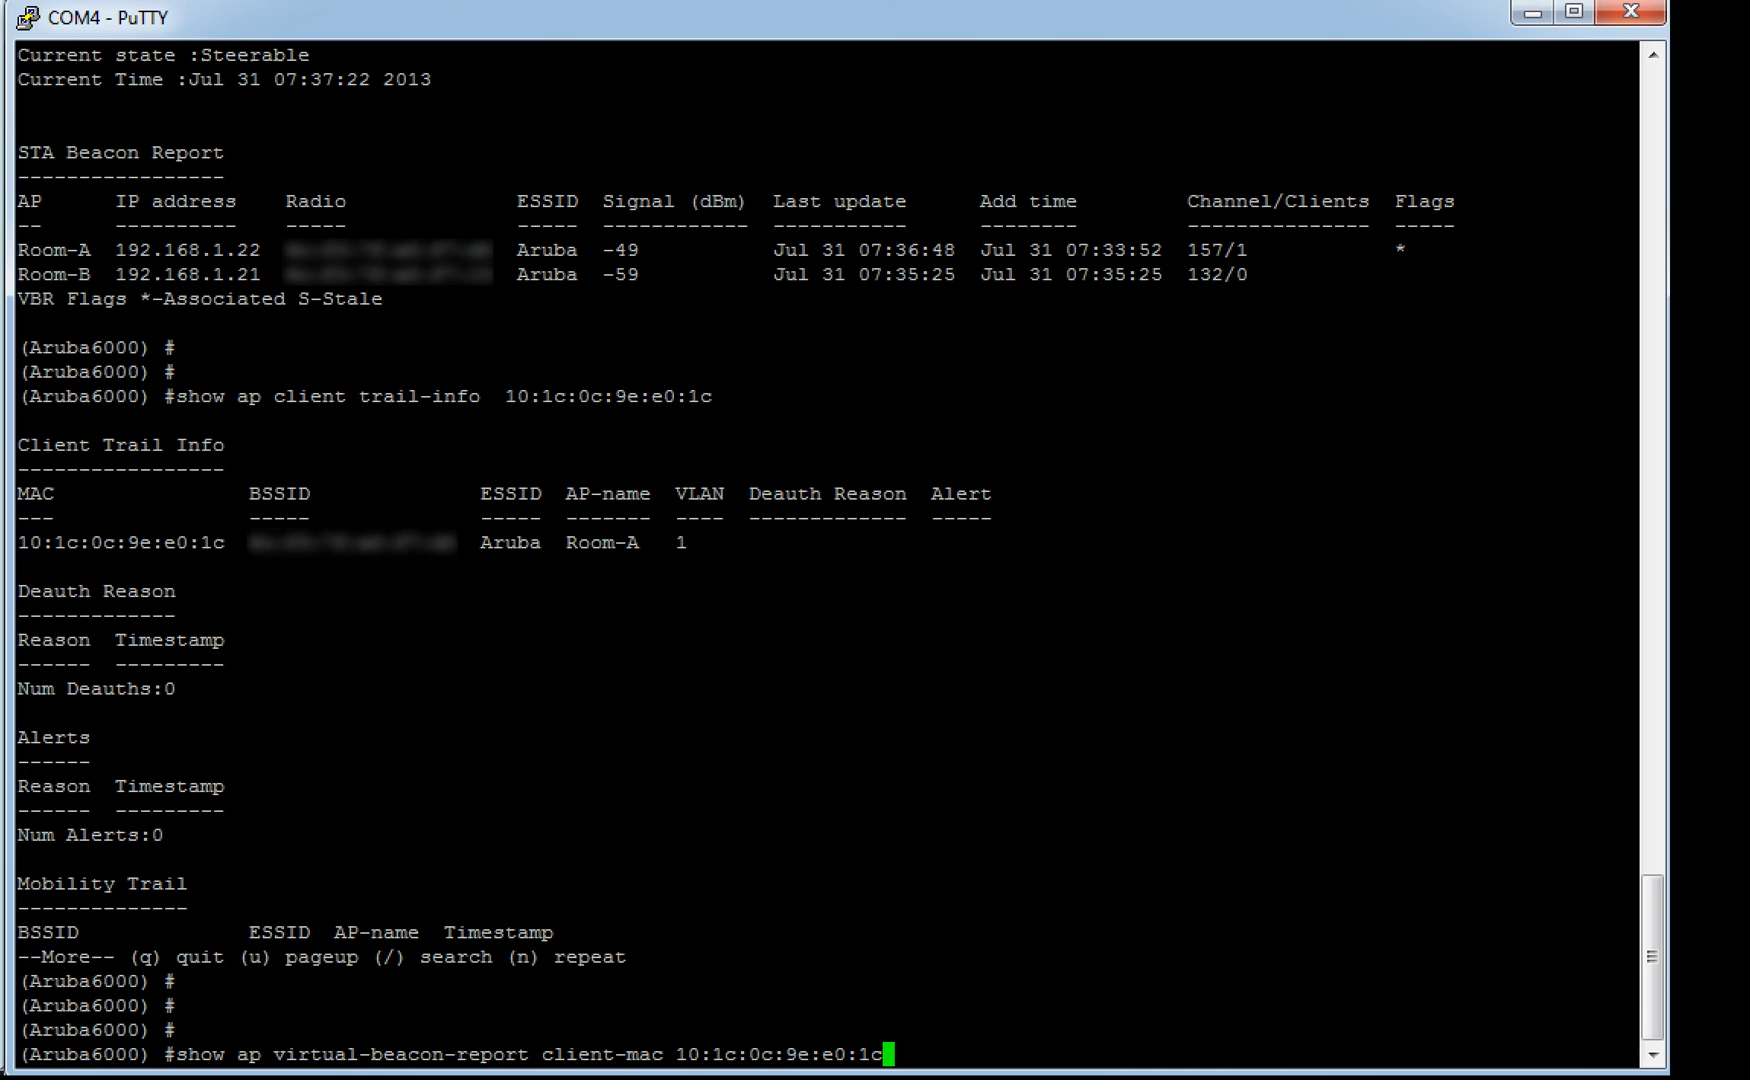 COM4 - PuTTY
Current state :Steerable
Current Time :Jul 31 07:37:22 2013
STA Beacon Report
-----------------
AP IP address Radio ESSID Signal (dBm) Last update Add time Channel/Clients Flags
-- ---------- ----- ----- ------------ ----------- -------- --------------- -----
Room-A 192.168.1.22 Aruba -49 Jul 31 07:36:48 Jul 31 07:33:52 157/1 *
Room-B 192.168.1.21 Aruba -59 Jul 31 07:35:25 Jul 31 07:35:25 132/0
VBR Flags *-Associated S-Stale
(Aruba6000) #
(Aruba6000) #
(Aruba6000) #show ap client trail-info  10:1c:0c:9e:e0:1c
Client Trail Info
-----------------
MAC BSSID ESSID AP-name VLAN Deauth Reason Alert
--- ----- ----- ------- ---- ------------- -----
10:1c:0c:9e:e0:1c Aruba Room-A 1
Deauth Reason
-------------
Reason Timestamp
------ ---------
Num Deauths:0
Alerts
------
Reason Timestamp
------ ---------
Num Alerts:0
Mobility Trail
--------------
BSSID ESSID AP-name Timestamp
--More-- (q) quit (u) pageup (/) search (n) repeat
(Aruba6000) #
(Aruba6000) #
(Aruba6000) #
(Aruba6000) #show ap virtual-beacon-report client-mac 10:1c:0c:9e:e0:1c